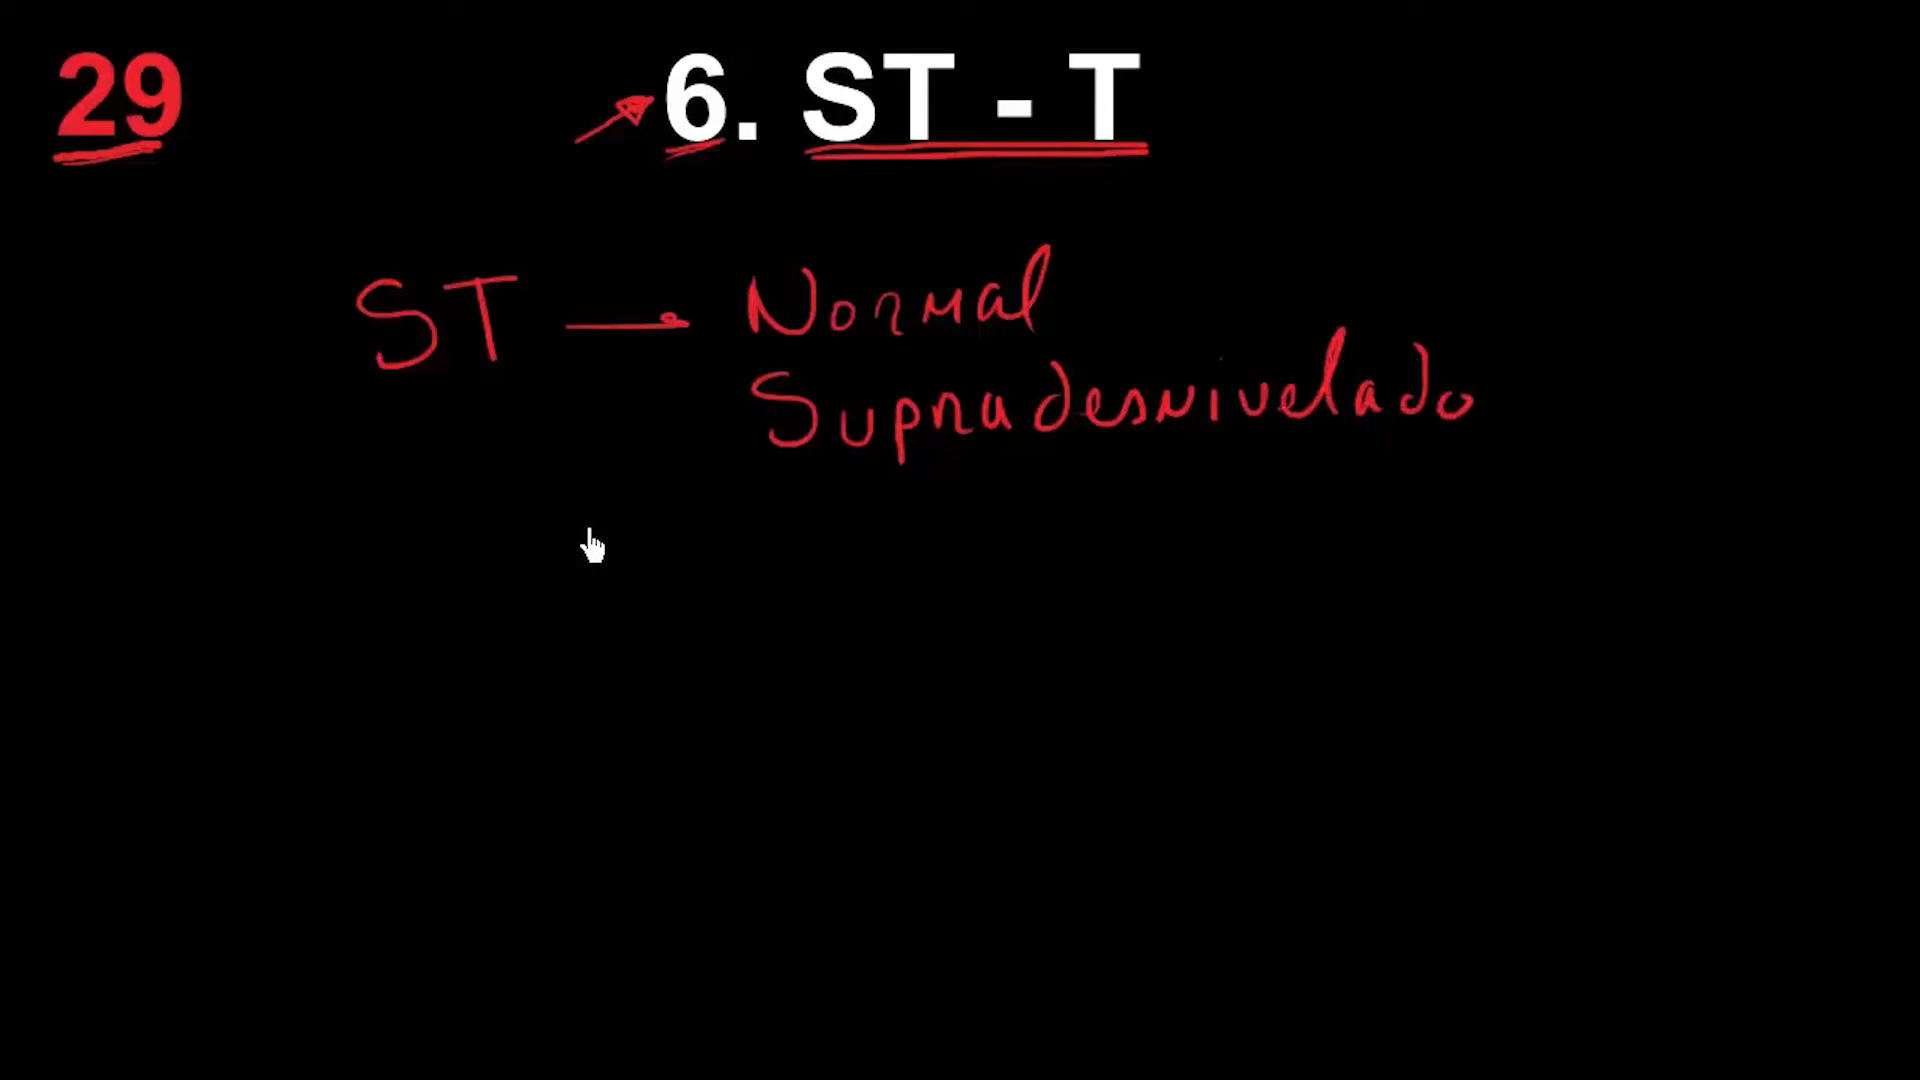 29
6. ST - T
ST → Normal
Supradesnivelado